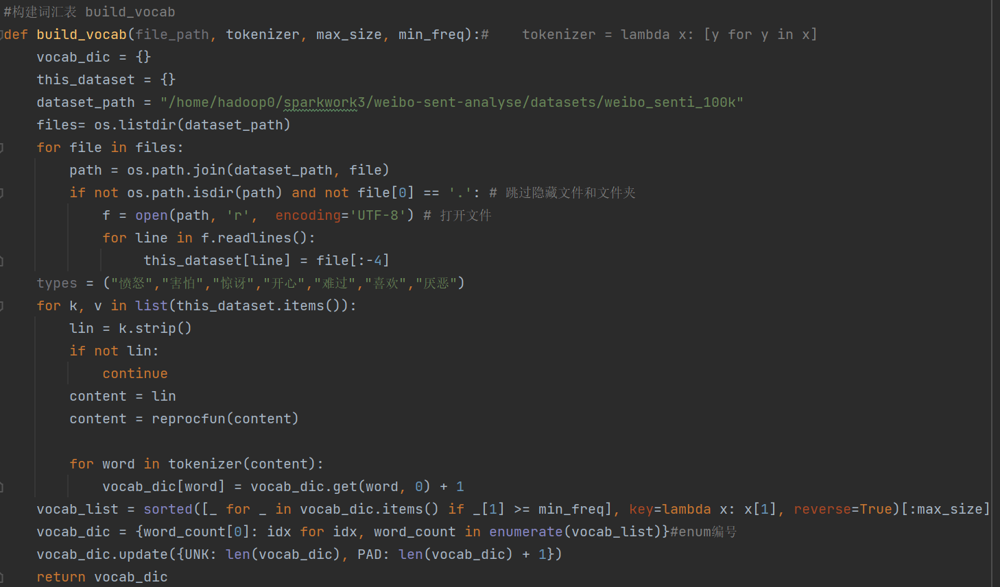 #构建词汇表 build_vocab
def build_vocab(file_path, tokenizer, max_size, min_freq):#    tokenizer = lambda x: [y for y in x]
    vocab_dic = {}
    this_dataset = {}
    dataset_path = "/home/hadoop0/sparkwork3/weibo-sent-analyse/datasets/weibo_senti_100k"
    files= os.listdir(dataset_path)
    for file in files:
        path = os.path.join(dataset_path, file)
        if not os.path.isdir(path) and not file[0] == '.': # 跳过隐藏文件和文件夹
            f = open(path, 'r',  encoding='UTF-8') # 打开文件
            for line in f.readlines():
                 this_dataset[line] = file[:-4]
    types = ("愤怒","害怕","惊讶","开心","难过","喜欢","厌恶")
    for k, v in list(this_dataset.items()):
        lin = k.strip()
        if not lin:
            continue
        content = lin
        content = reprocfun(content)
        for word in tokenizer(content):
            vocab_dic[word] = vocab_dic.get(word, 0) + 1
    vocab_list = sorted([_ for _ in vocab_dic.items() if _[1] >= min_freq], key=lambda x: x[1], reverse=True)[:max_size]
    vocab_dic = {word_count[0]: idx for idx, word_count in enumerate(vocab_list)}#enum编号
    vocab_dic.update({UNK: len(vocab_dic), PAD: len(vocab_dic) + 1})
    return vocab_dic